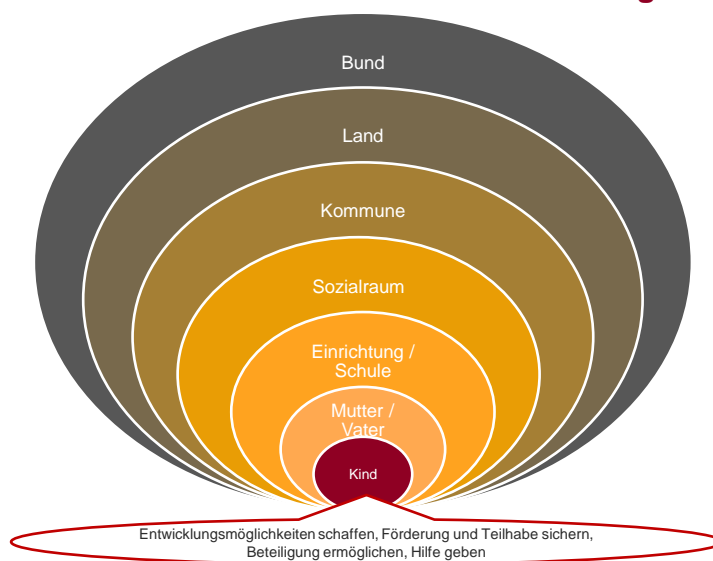 Bund
Land
Kommune
Sozialraum
Einrichtung /
Schule
Mutter /
Vater
Kind
Entwicklungsmöglichkeiten schaffen, Förderung und Teilhabe sichern,
Beteiligung ermöglichen, Hilfe geben